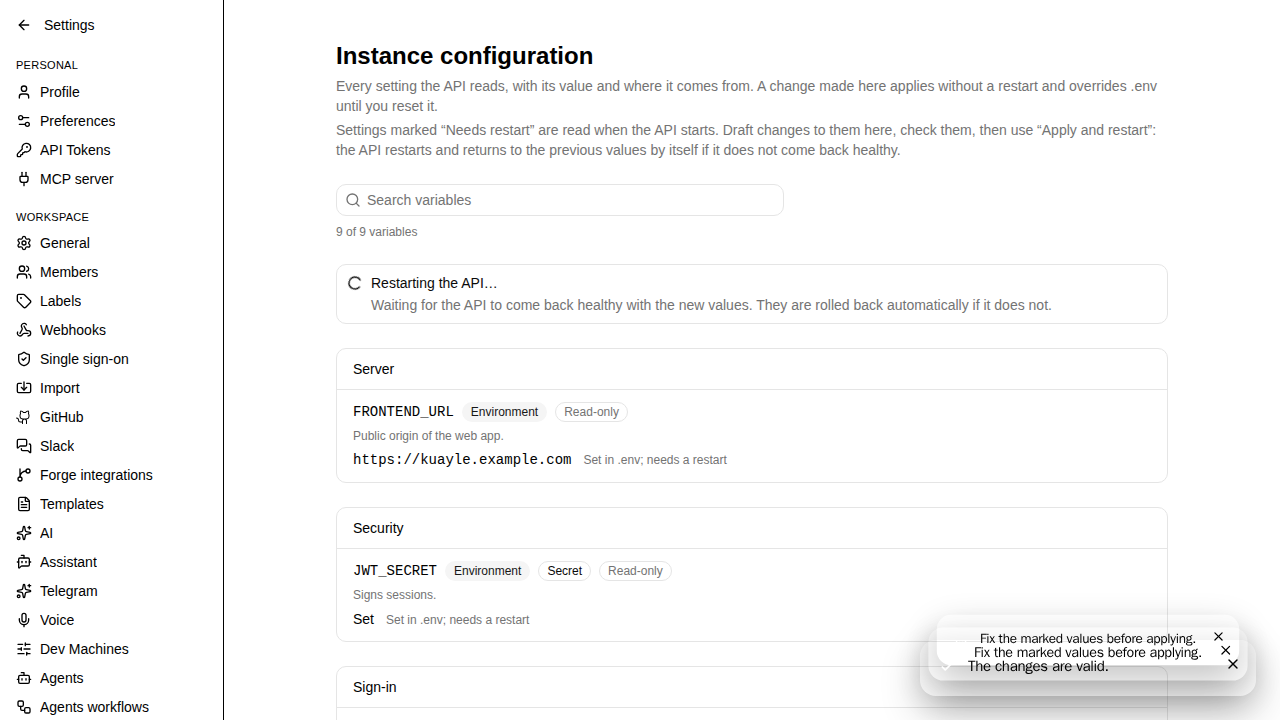 Settings
PERSONAL
Profile
Preferences
API Tokens
MCP server
WORKSPACE
General
Members
Labels
Webhooks
Single sign-on
Import
GitHub
Slack
Forge integrations
Templates
AI
Assistant
Telegram
Voice
Dev Machines
Agents
Agents workflows
Instance configuration
Every setting the API reads, with its value and where it comes from. A change made here applies without a restart and overrides .env
until you reset it.
Settings marked “Needs restart” are read when the API starts. Draft changes to them here, check them, then use “Apply and restart”:
the API restarts and returns to the previous values by itself if it does not come back healthy.
Search variables
9 of 9 variables
Restarting the API…
Waiting for the API to come back healthy with the new values. They are rolled back automatically if it does not.
Server
FRONTEND_URL Environment Read-only
Public origin of the web app.
https://kuayle.example.com Set in .env; needs a restart
Security
JWT_SECRET Environment Secret Read-only
Signs sessions.
Set Set in .env; needs a restart
Sign-in
Fix the marked values before applying.
Fix the marked values before applying.
The changes are valid.